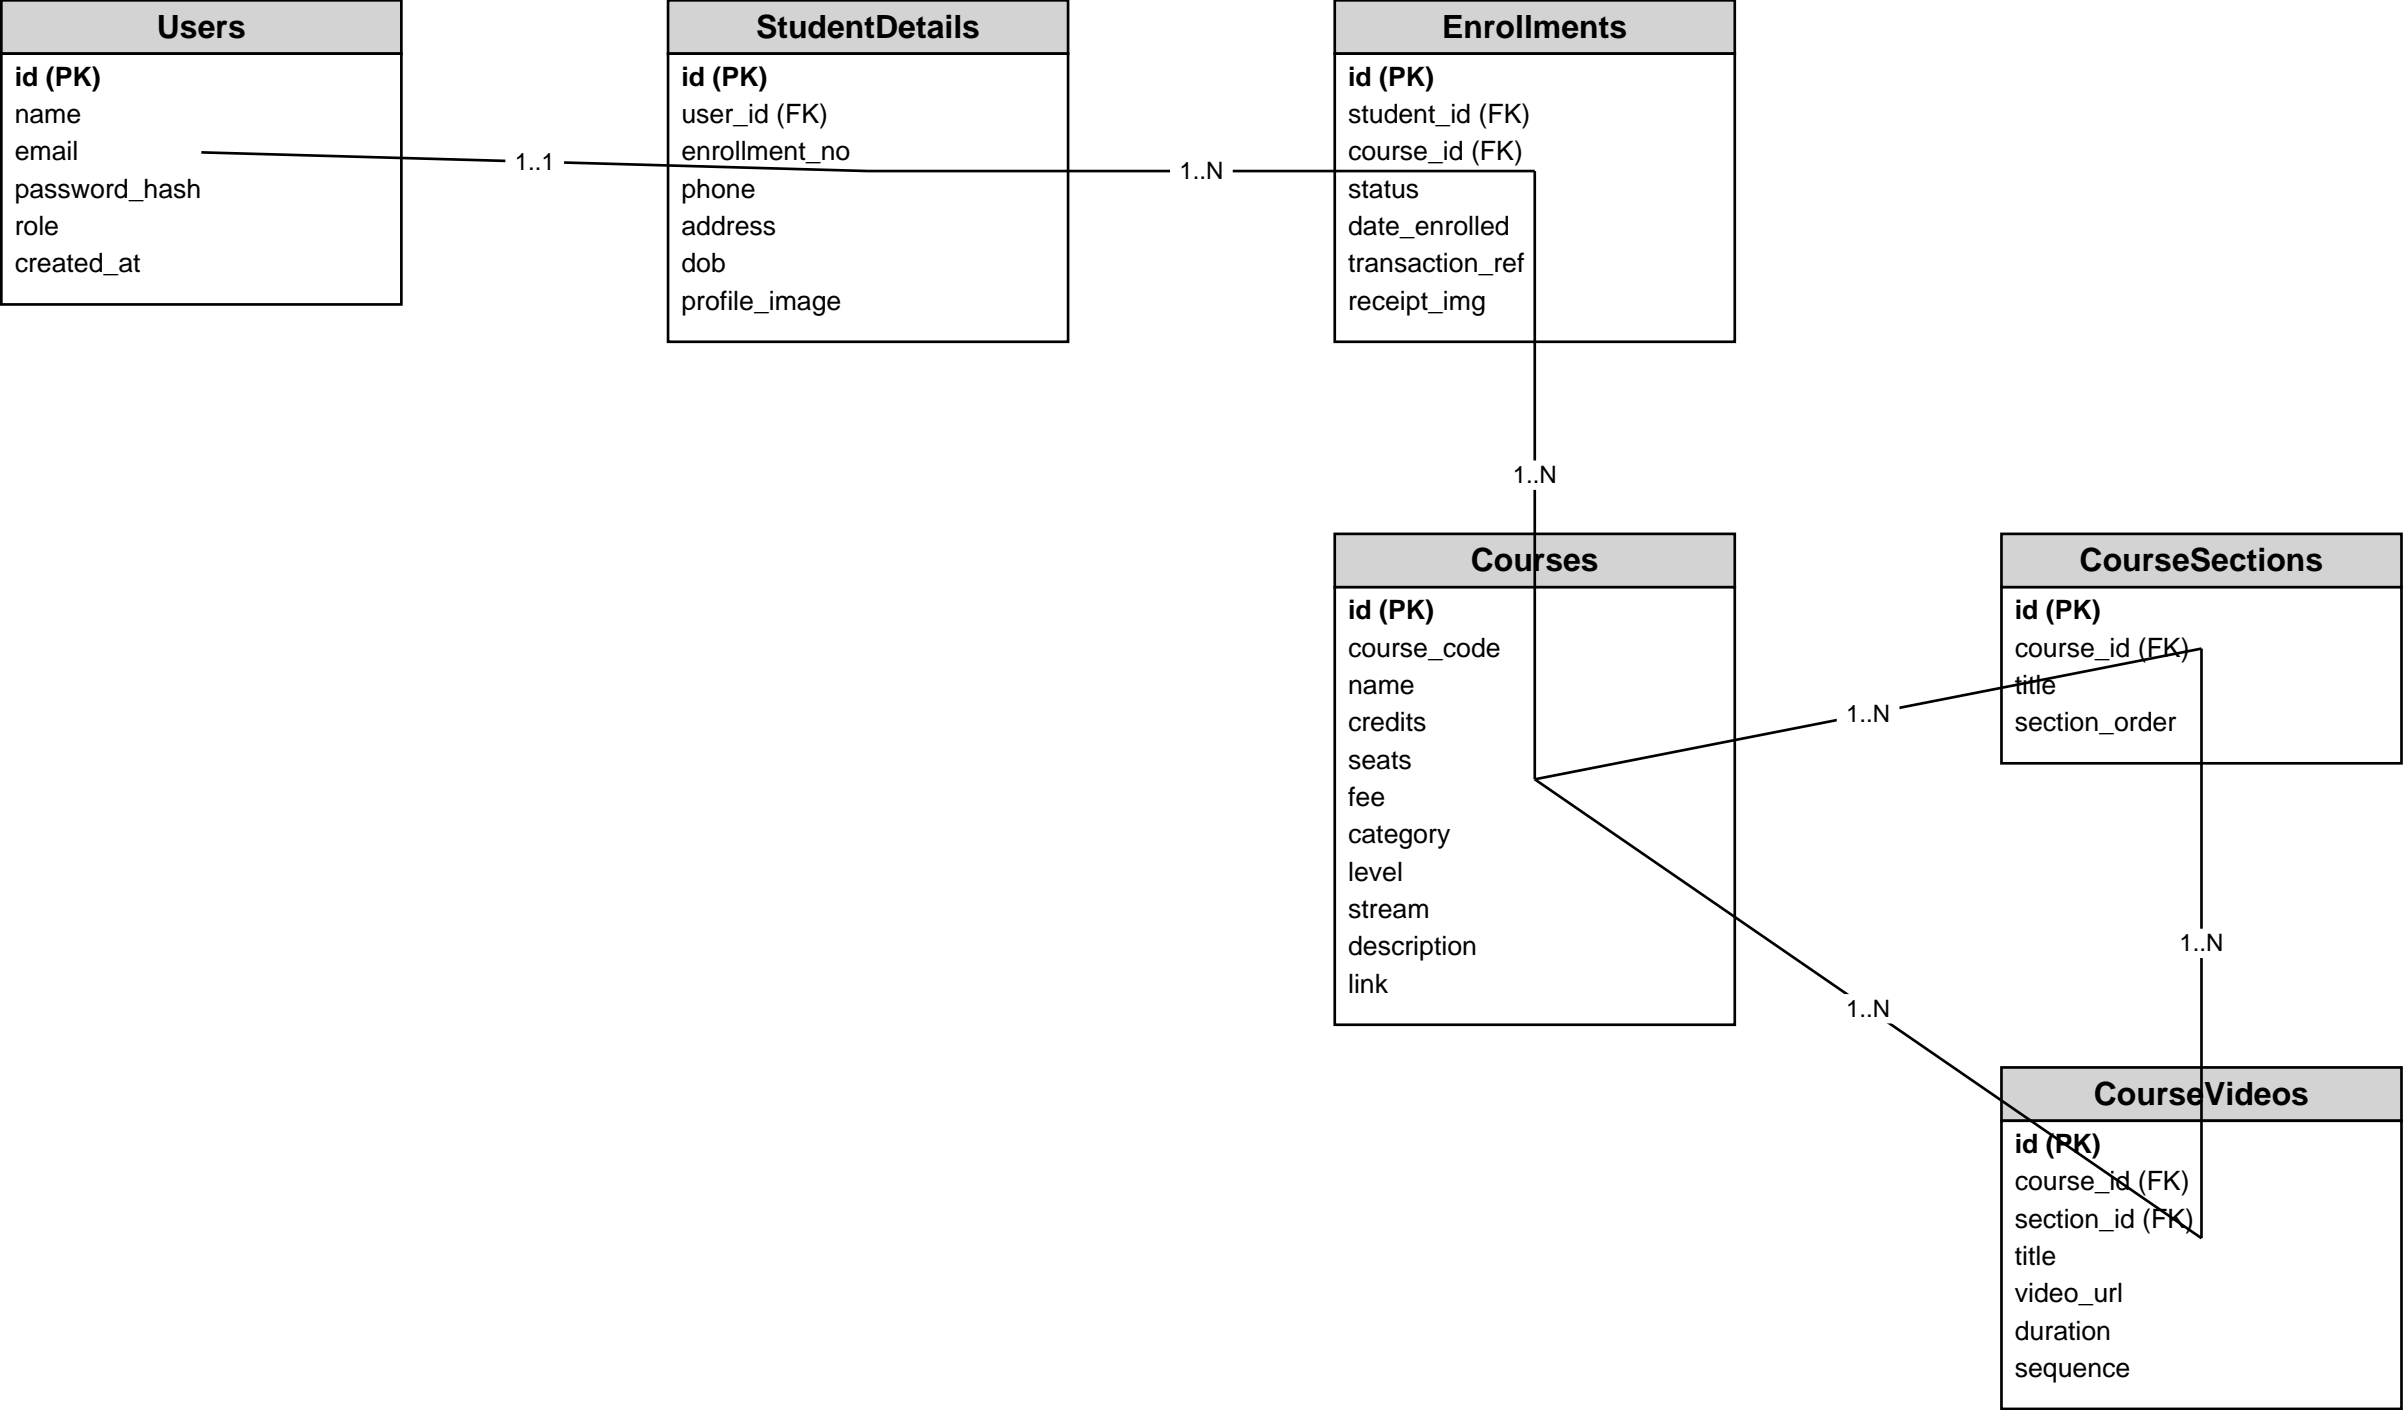 Users
id (PK)
name
email
password_hash
role
created_at
1..1
StudentDetails
id (PK)
user_id (FK)
enrollment_no
phone
address
dob
profile_image
1..N
Enrollments
id (PK)
student_id (FK)
course_id (FK)
status
date_enrolled
transaction_ref
receipt_img
1..N
Courses
id (PK)
course_code
name
credits
seats
fee
category
level
stream
description
link
1..N
1..N
CourseSections
id (PK)
course_id (FK)
title
section_order
1..N
CourseVideos
id (PK)
course_id (FK)
section_id (FK)
title
video_url
duration
sequence